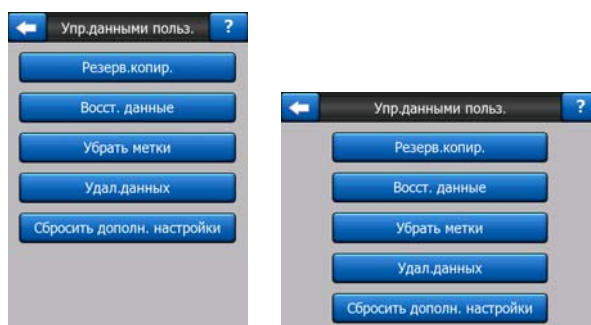 Упр.данными польз. ?
Резерв.копир.
Восст. данные
Убрать метки
Удал.данных
Сбросить дополн. настройки
Упр.данными польз. ?
Резерв.копир.
Восст. данные
Убрать метки
Удал.данных
Сбросить дополн. настройки